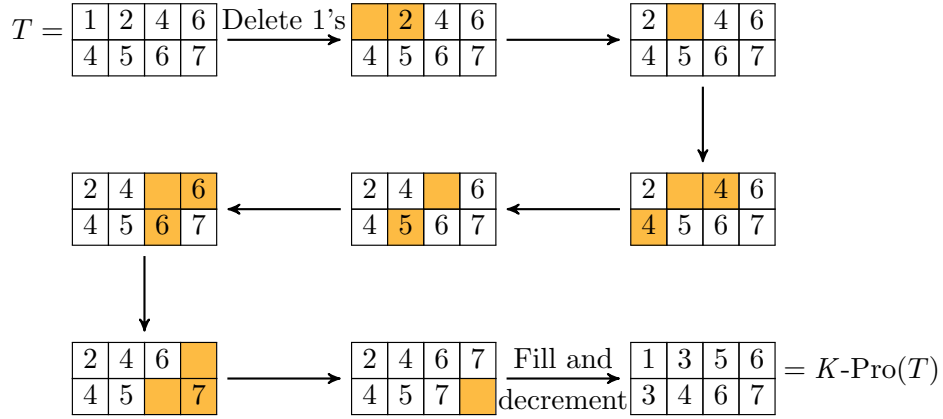 T = 1 2 4 6 Delete 1's 2 4 6 2 4 6
4 5 6 7 4 5 6 7 4 5 6 7
2 4 6 2 4 6 2 4 6
4 5 6 7 4 5 6 7 4 5 6 7
2 4 6 2 4 6 7 Fill and 1 3 5 6 = K-Pro(T)
4 5 7 4 5 7 decrement 3 4 6 7